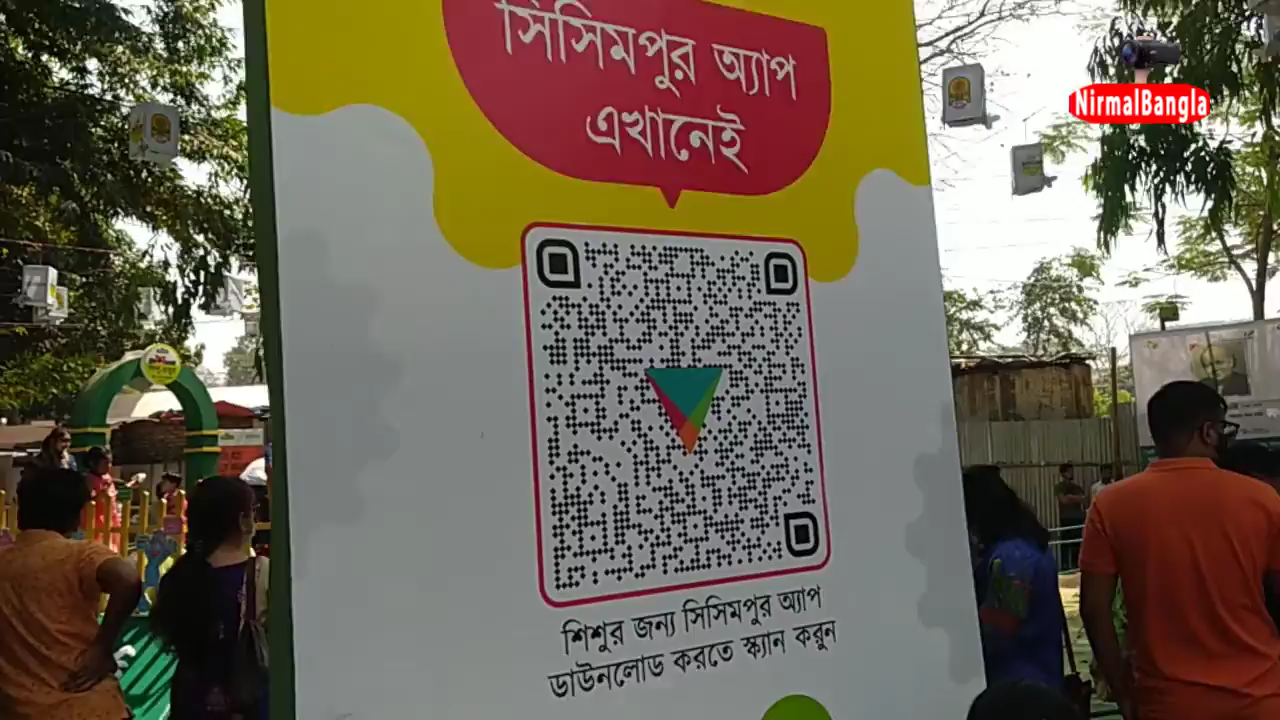 সিসিমপুর অ্যাপ
এখানেই
শিশুর জন্য সিসিমপুর অ্যাপ
ডাউনলোড করতে স্ক্যান করুন
NirmalBangla